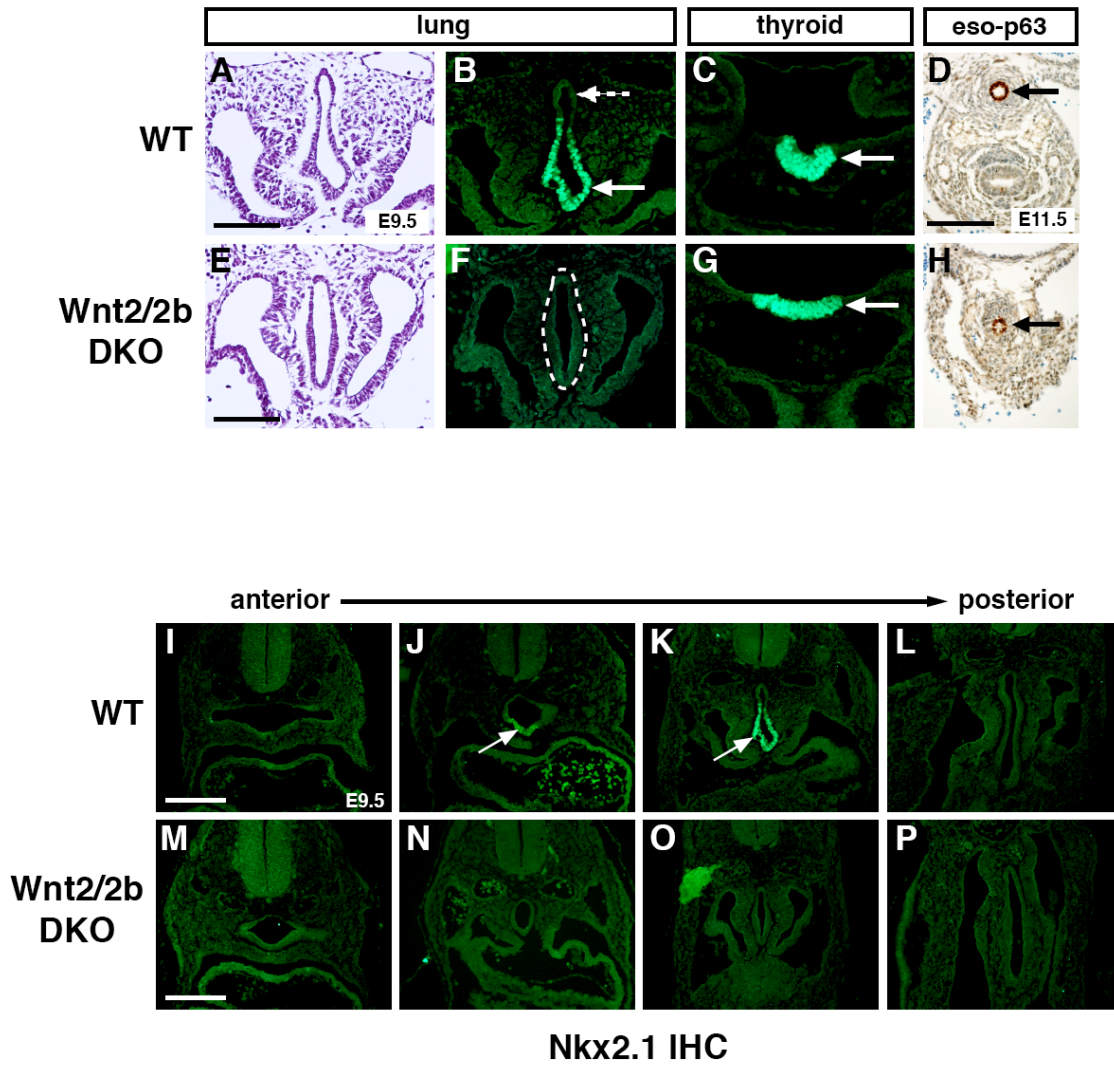 lung thyroid eso-p63
WT
A B C D
E9.5 E11.5
Wnt2/2b
DKO
E F G H
anterior posterior
WT
I J K L
E9.5
Wnt2/2b
DKO
M N O P
Nkx2.1 IHC